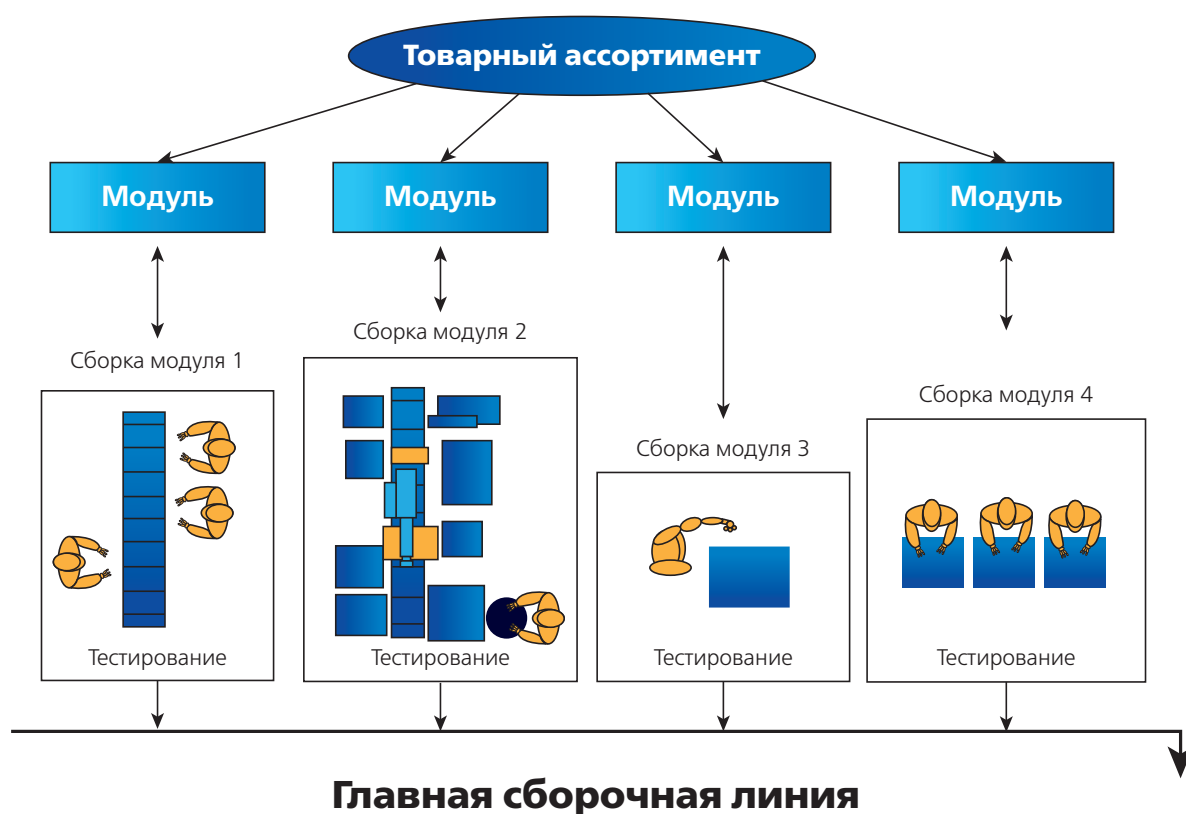 Товарный ассортимент
Модуль
Модуль
Модуль
Модуль
Сборка модуля 1
Сборка модуля 2
Сборка модуля 3
Сборка модуля 4
Тестирование
Тестирование
Тестирование
Тестирование
Главная сборочная линия